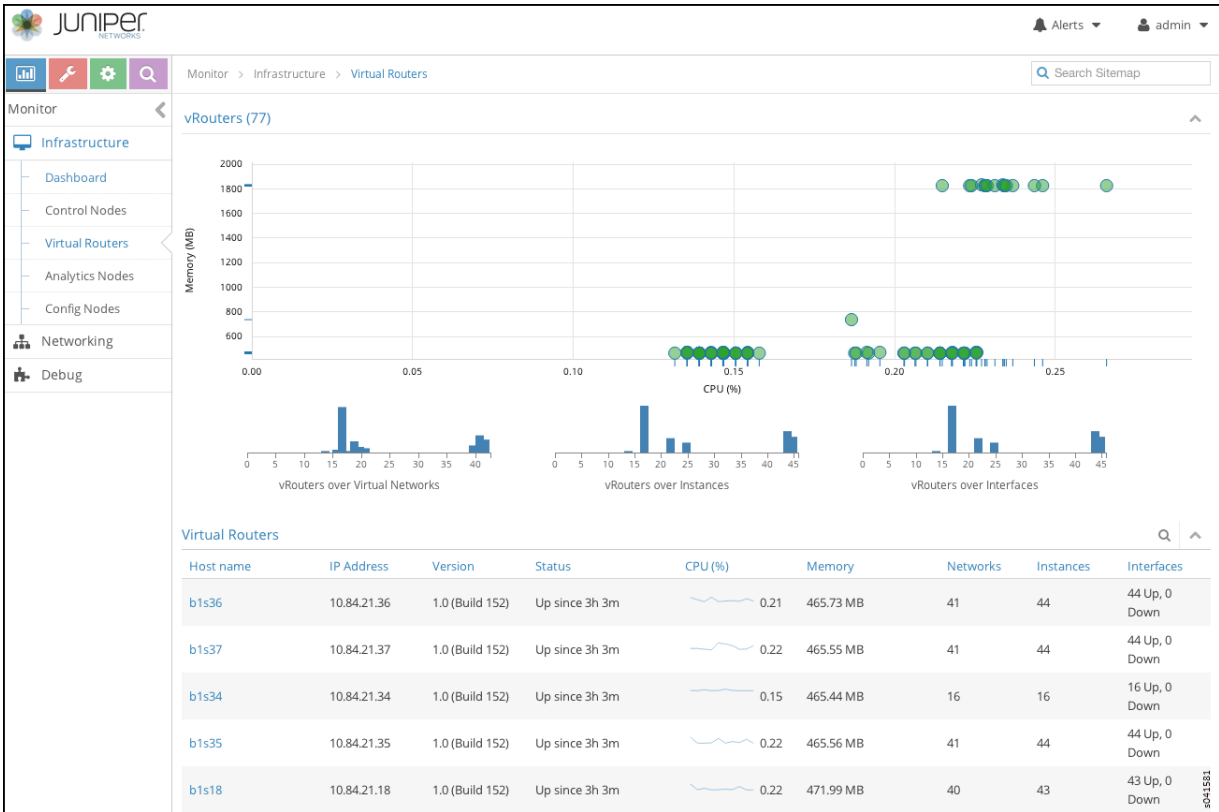 JUNIPER
NETWORKS
Alerts
admin
Monitor > Infrastructure > Virtual Routers
Search Sitemap
Monitor
Infrastructure
Dashboard
Control Nodes
Virtual Routers
Analytics Nodes
Config Nodes
Networking
Debug
vRouters (77)
Memory (MB)
2000
1800
1600
1400
1200
1000
800
600
0.00 0.05 0.10 0.15 0.20 0.25
CPU (%)
0 5 10 15 20 25 30 35 40
vRouters over Virtual Networks
0 5 10 15 20 25 30 35 40 45
vRouters over Instances
0 5 10 15 20 25 30 35 40 45
vRouters over Interfaces
Virtual Routers
Host name IP Address Version Status CPU (%) Memory Networks Instances Interfaces
b1s36 10.84.21.36 1.0 (Build 152) Up since 3h 3m 0.21 465.73 MB 41 44 44 Up, 0
Down
b1s37 10.84.21.37 1.0 (Build 152) Up since 3h 3m 0.22 465.55 MB 41 44 44 Up, 0
Down
b1s34 10.84.21.34 1.0 (Build 152) Up since 3h 3m 0.15 465.44 MB 16 16 16 Up, 0
Down
b1s35 10.84.21.35 1.0 (Build 152) Up since 3h 3m 0.22 465.56 MB 41 44 44 Up, 0
Down
b1s18 10.84.21.18 1.0 (Build 152) Up since 3h 3m 0.22 471.99 MB 40 43 43 Up, 0
Down
s041581